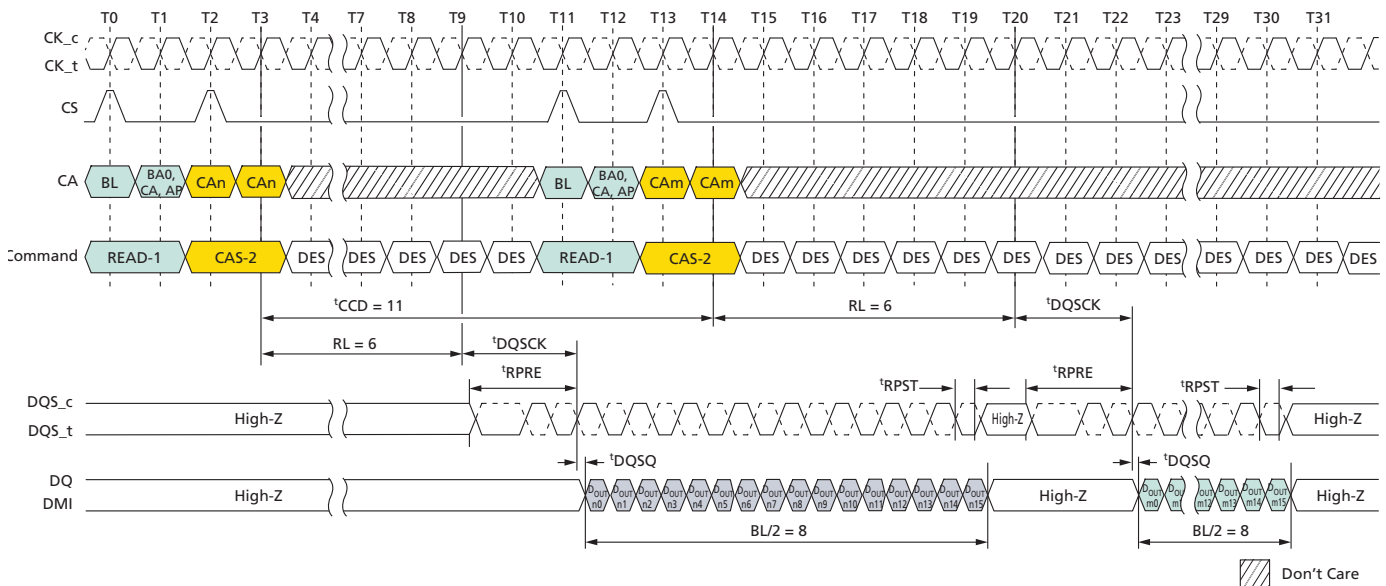 T0 T1 T2 T3 T4 T7 T8 T9 T10 T11 T12 T13 T14 T15 T16 T17 T18 T19 T20 T21 T22 T23 T29 T30 T31
CK_c
CK_t
CS
CA BL BA0, CA, AP CAn CAn BL BA0, CA, AP CAm CAm
Command READ-1 CAS-2 DES DES DES DES DES READ-1 CAS-2 DES DES DES DES DES DES DES DES DES DES DES DES DES
tCCD = 11 RL = 6 tDQSCK
RL = 6 tDQSCK
tRPRE tRPST tRPRE tRPST
DQS_c
DQS_t
High-Z High-Z High-Z
tDQSQ tDQSQ
DQ
DMI
High-Z DOUT n0 DOUT n1 DOUT n2 DOUT n3 DOUT n4 DOUT n5 DOUT n6 DOUT n7 DOUT n8 DOUT n9 DOUT n10 DOUT n11 DOUT n12 DOUT n13 DOUT n14 DOUT n15 High-Z DOUT m0 DOUT m1 DOUT m12 DOUT m13 DOUT m14 DOUT m15 High-Z
BL/2 = 8 BL/2 = 8
Don't Care